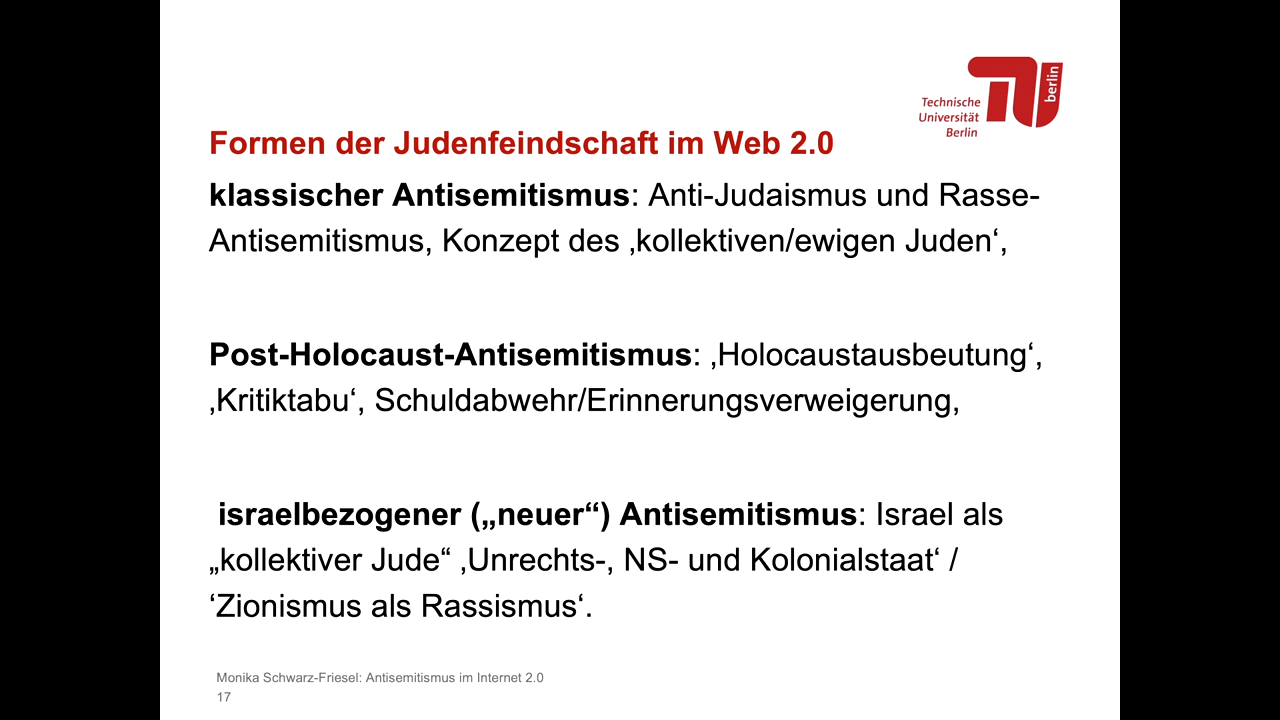 Technische
Universität
Berlin
berlin
Formen der Judenfeindschaft im Web 2.0
klassischer Antisemitismus: Anti-Judaismus und Rasse-
Antisemitismus, Konzept des ‚kollektiven/ewigen Juden‘,
Post-Holocaust-Antisemitismus: ‚Holocaustausbeutung‘,
‚Kritiktabu‘, Schuldabwehr/Erinnerungsverweigerung,
israelbezogener („neuer“) Antisemitismus: Israel als
„kollektiver Jude“ ‚Unrechts-, NS- und Kolonialstaat‘ /
‘Zionismus als Rassismus‘.
Monika Schwarz-Friesel: Antisemitismus im Internet 2.0
17